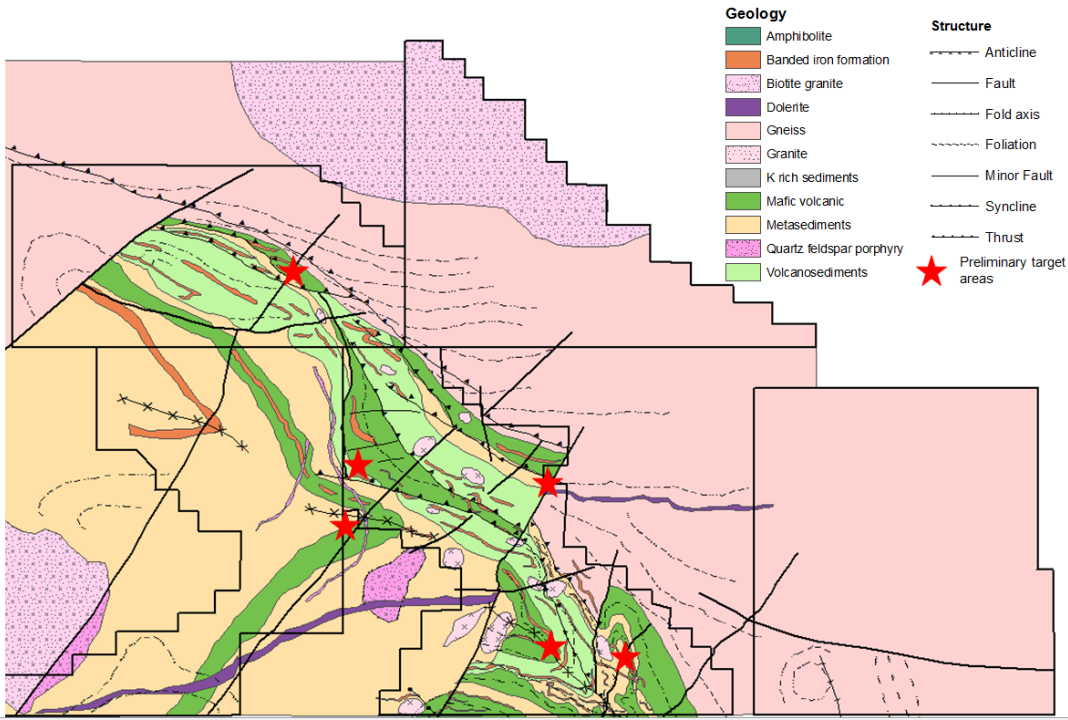 Geology
Amphibolite
Banded iron formation
Biotite granite
Dolerite
Gneiss
Granite
K rich sediments
Mafic volcanic
Metasediments
Quartz feldspar porphyry
Volcanosediments
Structure
Anticline
Fault
Fold axis
Foliation
Minor Fault
Syncline
Thrust
Preliminary target
areas